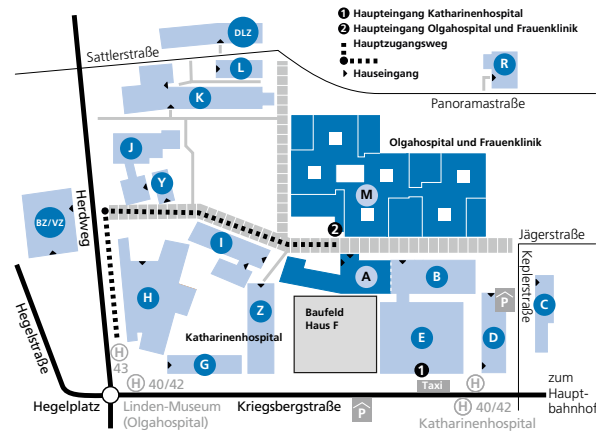 ❶ Haupteingang Katharinenhospital
❷ Haupteingang Olgahospital und Frauenklinik
Hauptzugangsweg
Hauseingang
DLZ
Sattlerstraße
L
R
K
Panoramastraße
Olgahospital und Frauenklinik
J
Y
M
BZ/VZ
Herdweg
2
I
Jägerstraße
A
B
Keplerstraße
H
Z
Baufeld
Haus F
P
C
Hegelstraße
Katharinenhospital
E
D
H
43
G
1
Taxi
H 40/42
H
zum
Haupt-
bahnhof
Hegelplatz
Linden-Museum
(Olgahospital)
Kriegsbergstraße
P
H 40/42
Katharinenhospital